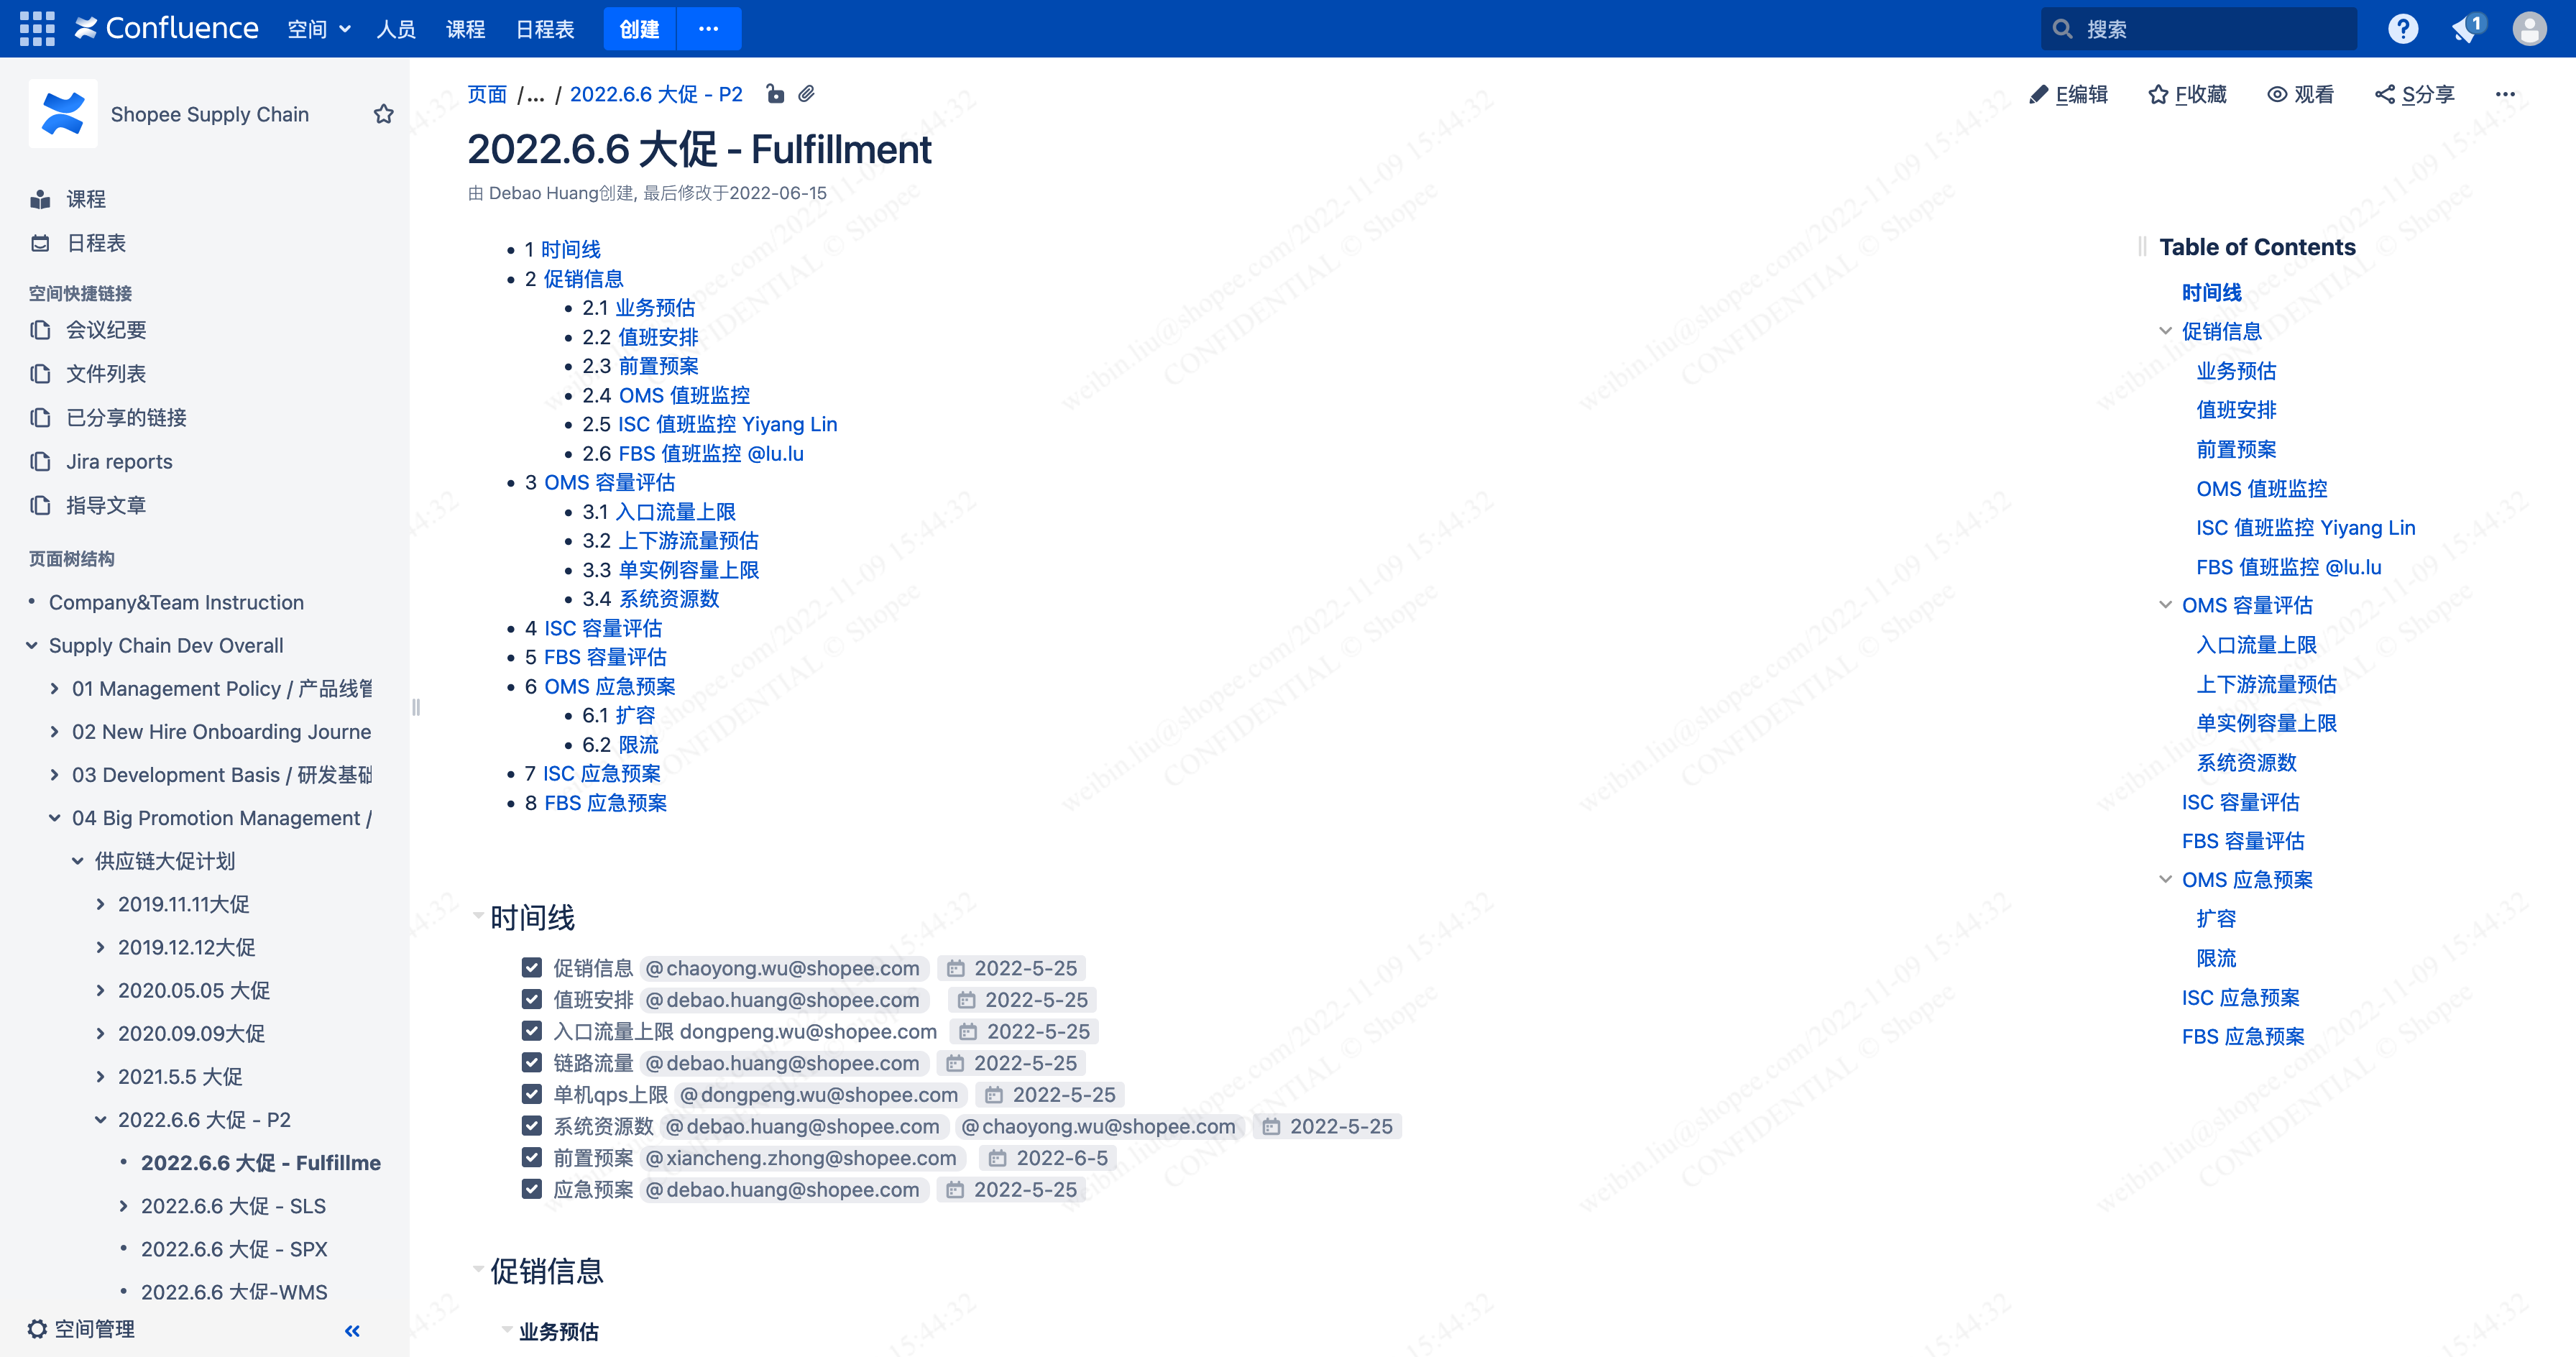 Confluence 空间 人员 课程 日程表 创建 ··· 搜索 1
Shopee Supply Chain
课程
日程表
空间快捷链接
会议纪要
文件列表
已分享的链接
Jira reports
指导文章
页面树结构
Company&Team Instruction
Supply Chain Dev Overall
01 Management Policy / 产品线管
02 New Hire Onboarding Journe
03 Development Basis / 研发基础
04 Big Promotion Management /
供应链大促计划
2019.11.11大促
2019.12.12大促
2020.05.05 大促
2020.09.09大促
2021.5.5 大促
2022.6.6 大促 - P2
2022.6.6 大促 - Fulfillme
2022.6.6 大促 - SLS
2022.6.6 大促 - SPX
2022.6.6 大促-WMS
空间管理
页面 /... / 2022.6.6 大促 - P2
E编辑 F收藏 观看 S分享 ···
2022.6.6 大促 - Fulfillment
由 Debao Huang创建, 最后修改于2022-06-15
1 时间线
2 促销信息
2.1 业务预估
2.2 值班安排
2.3 前置预案
2.4 OMS 值班监控
2.5 ISC 值班监控 Yiyang Lin
2.6 FBS 值班监控 @lu.lu
3 OMS 容量评估
3.1 入口流量上限
3.2 上下游流量预估
3.3 单实例容量上限
3.4 系统资源数
4 ISC 容量评估
5 FBS 容量评估
6 OMS 应急预案
6.1 扩容
6.2 限流
7 ISC 应急预案
8 FBS 应急预案
时间线
促销信息 @chaoyong.wu@shopee.com 2022-5-25
值班安排 @debao.huang@shopee.com 2022-5-25
入口流量上限 dongpeng.wu@shopee.com 2022-5-25
链路流量 @debao.huang@shopee.com 2022-5-25
单机qps上限 @dongpeng.wu@shopee.com 2022-5-25
系统资源数 @debao.huang@shopee.com @chaoyong.wu@shopee.com 2022-5-25
前置预案 @xiancheng.zhong@shopee.com 2022-6-5
应急预案 @debao.huang@shopee.com 2022-5-25
促销信息
业务预估
Table of Contents
时间线
促销信息
业务预估
值班安排
前置预案
OMS 值班监控
ISC 值班监控 Yiyang Lin
FBS 值班监控 @lu.lu
OMS 容量评估
入口流量上限
上下游流量预估
单实例容量上限
系统资源数
ISC 容量评估
FBS 容量评估
OMS 应急预案
扩容
限流
ISC 应急预案
FBS 应急预案
weibin.liu@shopee.com/2022-11-09 15:44:32
CONFIDENTIAL © Shopee